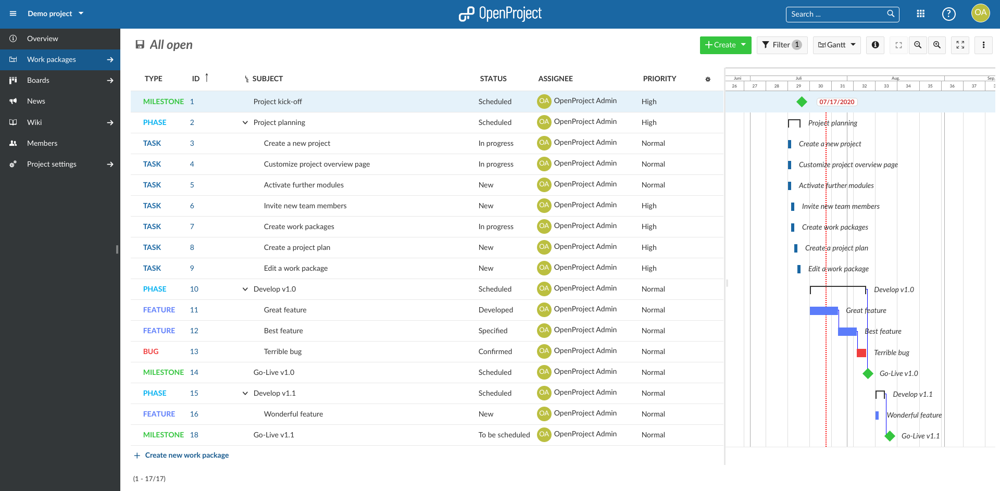 Demo project
OpenProject
Search ...
?
OA
Overview
Work packages
Boards
News
Wiki
Members
Project settings
All open
Create
Filter 1
Gantt
TYPE ID SUBJECT STATUS ASSIGNEE PRIORITY
Juni Juli Aug. Sep.
26 27 28 29 30 31 32 33 34 35 36 37
MILESTONE 1 Project kick-off Scheduled OA OpenProject Admin High 07/17/2020
PHASE 2 Project planning Scheduled OA OpenProject Admin High Project planning
TASK 3 Create a new project In progress OA OpenProject Admin Normal Create a new project
TASK 4 Customize project overview page In progress OA OpenProject Admin Normal Customize project overview page
TASK 5 Activate further modules New OA OpenProject Admin Normal Activate further modules
TASK 6 Invite new team members New OA OpenProject Admin High Invite new team members
TASK 7 Create work packages In progress OA OpenProject Admin High Create work packages
TASK 8 Create a project plan New OA OpenProject Admin High Create a project plan
TASK 9 Edit a work package New OA OpenProject Admin High Edit a work package
PHASE 10 Develop v1.0 Scheduled OA OpenProject Admin Normal Develop v1.0
FEATURE 11 Great feature Developed OA OpenProject Admin Normal Great feature
FEATURE 12 Best feature Specified OA OpenProject Admin Normal Best feature
BUG 13 Terrible bug Confirmed OA OpenProject Admin Normal Terrible bug
MILESTONE 14 Go-Live v1.0 Scheduled OA OpenProject Admin Normal Go-Live v1.0
PHASE 15 Develop v1.1 Scheduled OA OpenProject Admin Normal Develop v1.1
FEATURE 16 Wonderful feature New OA OpenProject Admin Normal Wonderful feature
MILESTONE 18 Go-Live v1.1 To be scheduled OA OpenProject Admin Normal Go-Live v1.1
+ Create new work package
(1 - 17/17)